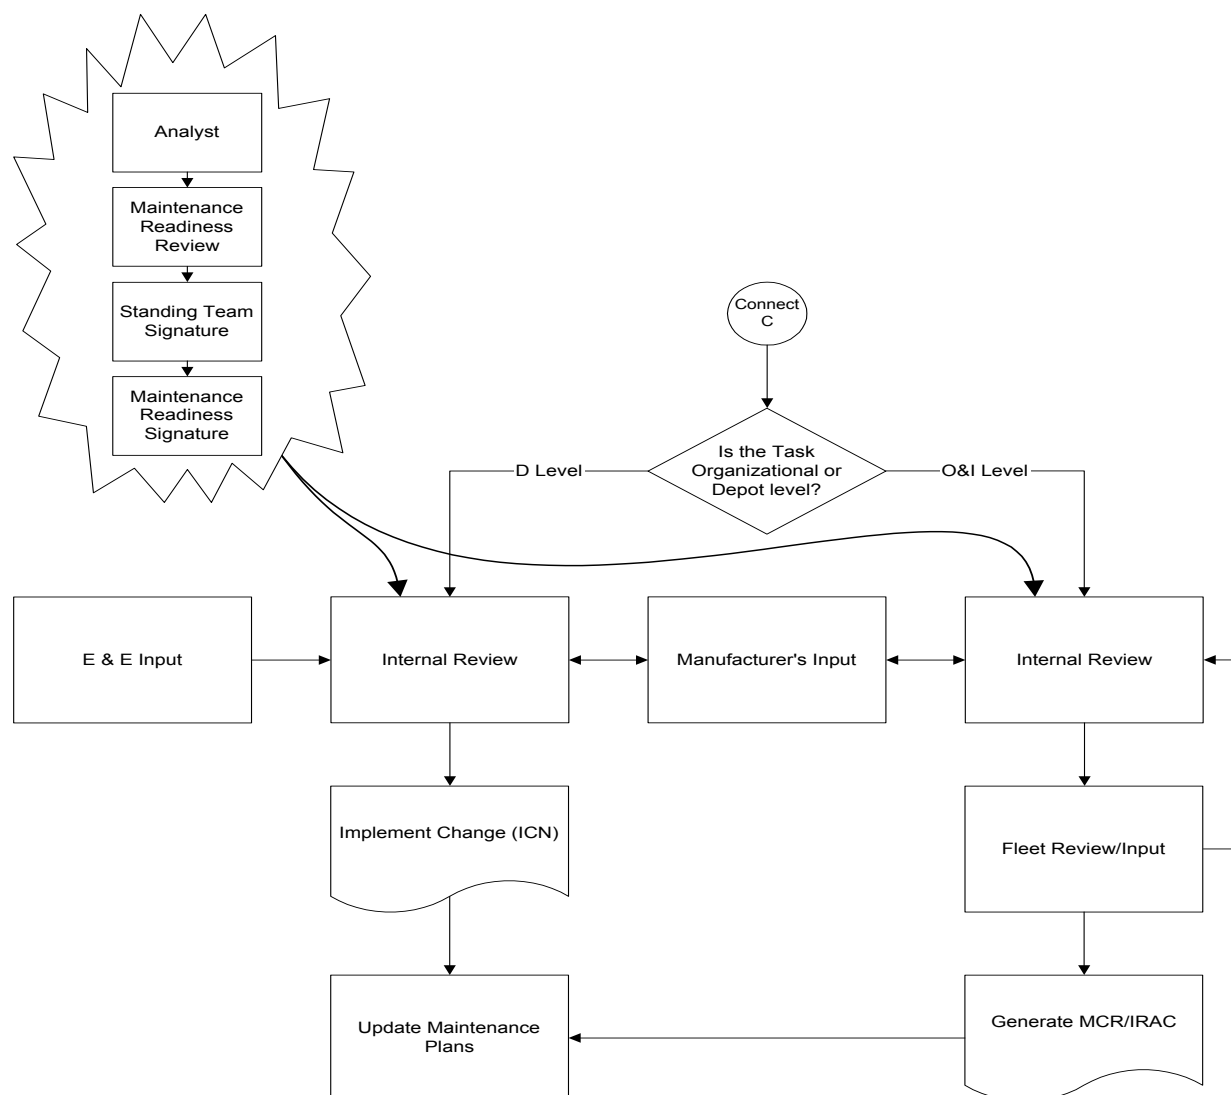 Analyst
Maintenance
Readiness
Review
Standing Team
Signature
Maintenance
Readiness
Signature
Connect
C
Is the Task
Organizational or
Depot level?
D Level
O&I Level
E & E Input
Internal Review
Manufacturer's Input
Internal Review
Implement Change (ICN)
Fleet Review/Input
Update Maintenance
Plans
Generate MCR/IRAC